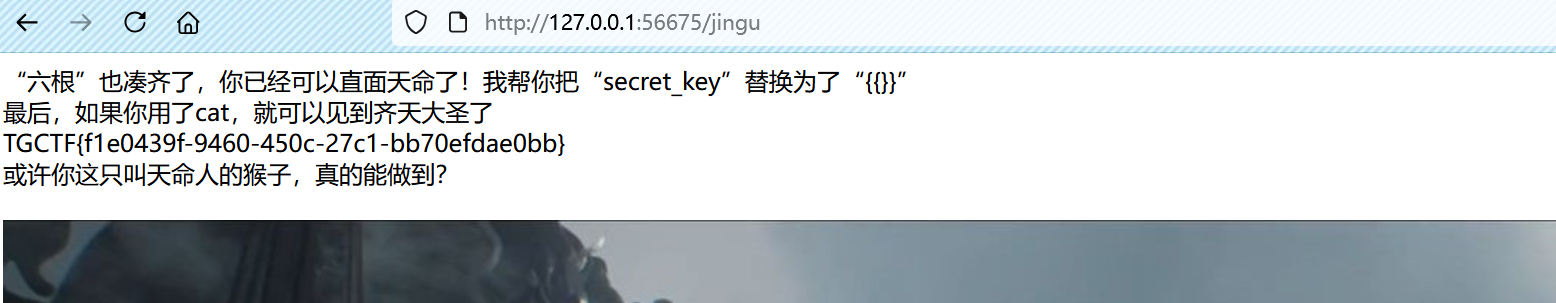 http://127.0.0.1:56675/jingu
“六根”也凑齐了，你已经可以直面天命了！我帮你把“secret_key”替换为了“{{}}”
最后，如果你用了cat，就可以见到齐天大圣了
TGCTF{f1e0439f-9460-450c-27c1-bb70efdae0bb}
或许你这只叫天命人的猴子，真的能做到？